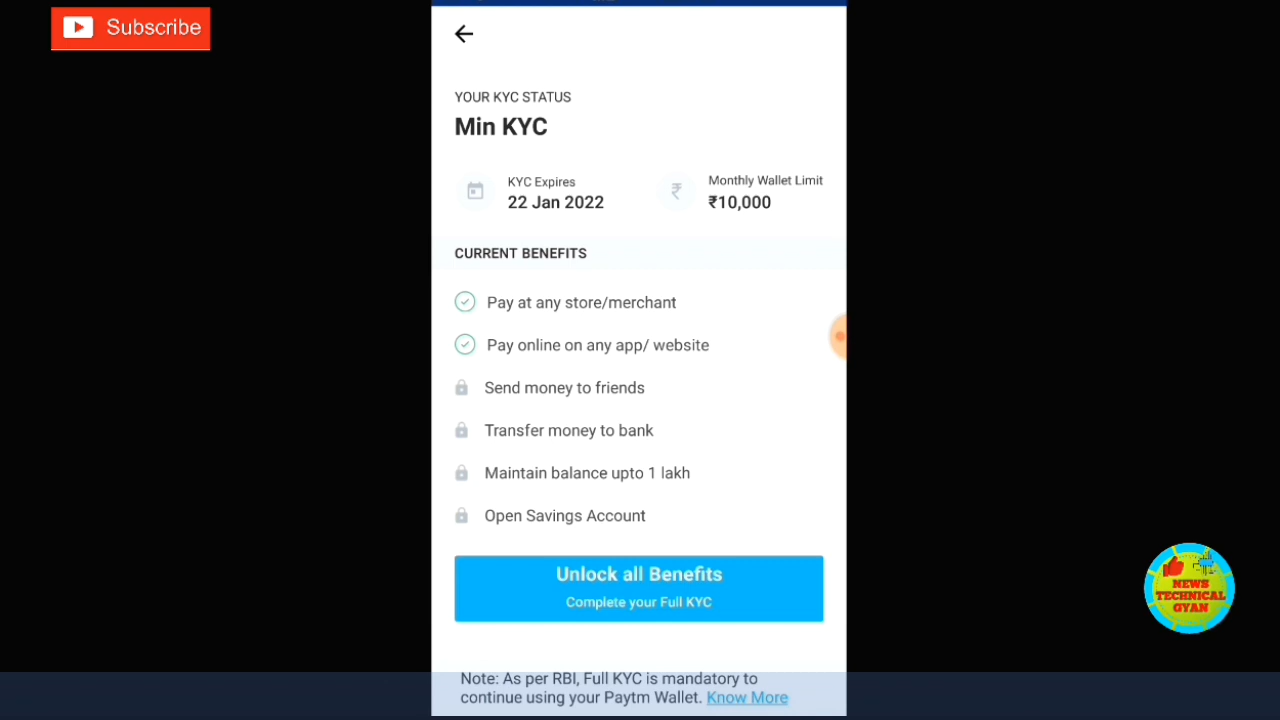 Subscribe
YOUR KYC STATUS
Min KYC
KYC Expires
22 Jan 2022
Monthly Wallet Limit
₹10,000
CURRENT BENEFITS
Pay at any store/merchant
Pay online on any app/ website
Send money to friends
Transfer money to bank
Maintain balance upto 1 lakh
Open Savings Account
Unlock all Benefits
Complete your Full KYC
NEWS
TECHNICAL
GYAN
Note: As per RBI, Full KYC is mandatory to
continue using your Paytm Wallet. Know More